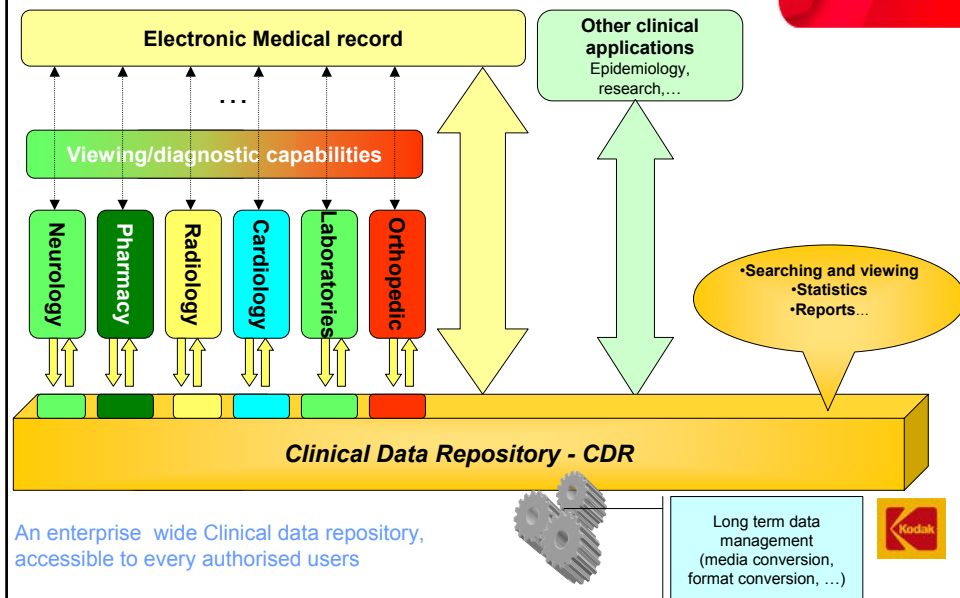 Electronic Medical record
Other clinical
applications
Epidemiology,
research,...
...
Viewing/diagnostic capabilities
Neurology
Pharmacy
Radiology
Cardiology
Laboratories
Orthopedic
•Searching and viewing
•Statistics
•Reports...
Clinical Data Repository - CDR
An enterprise wide Clinical data repository,
accessible to every authorised users
Long term data
management
(media conversion,
format conversion, ...)
Kodak